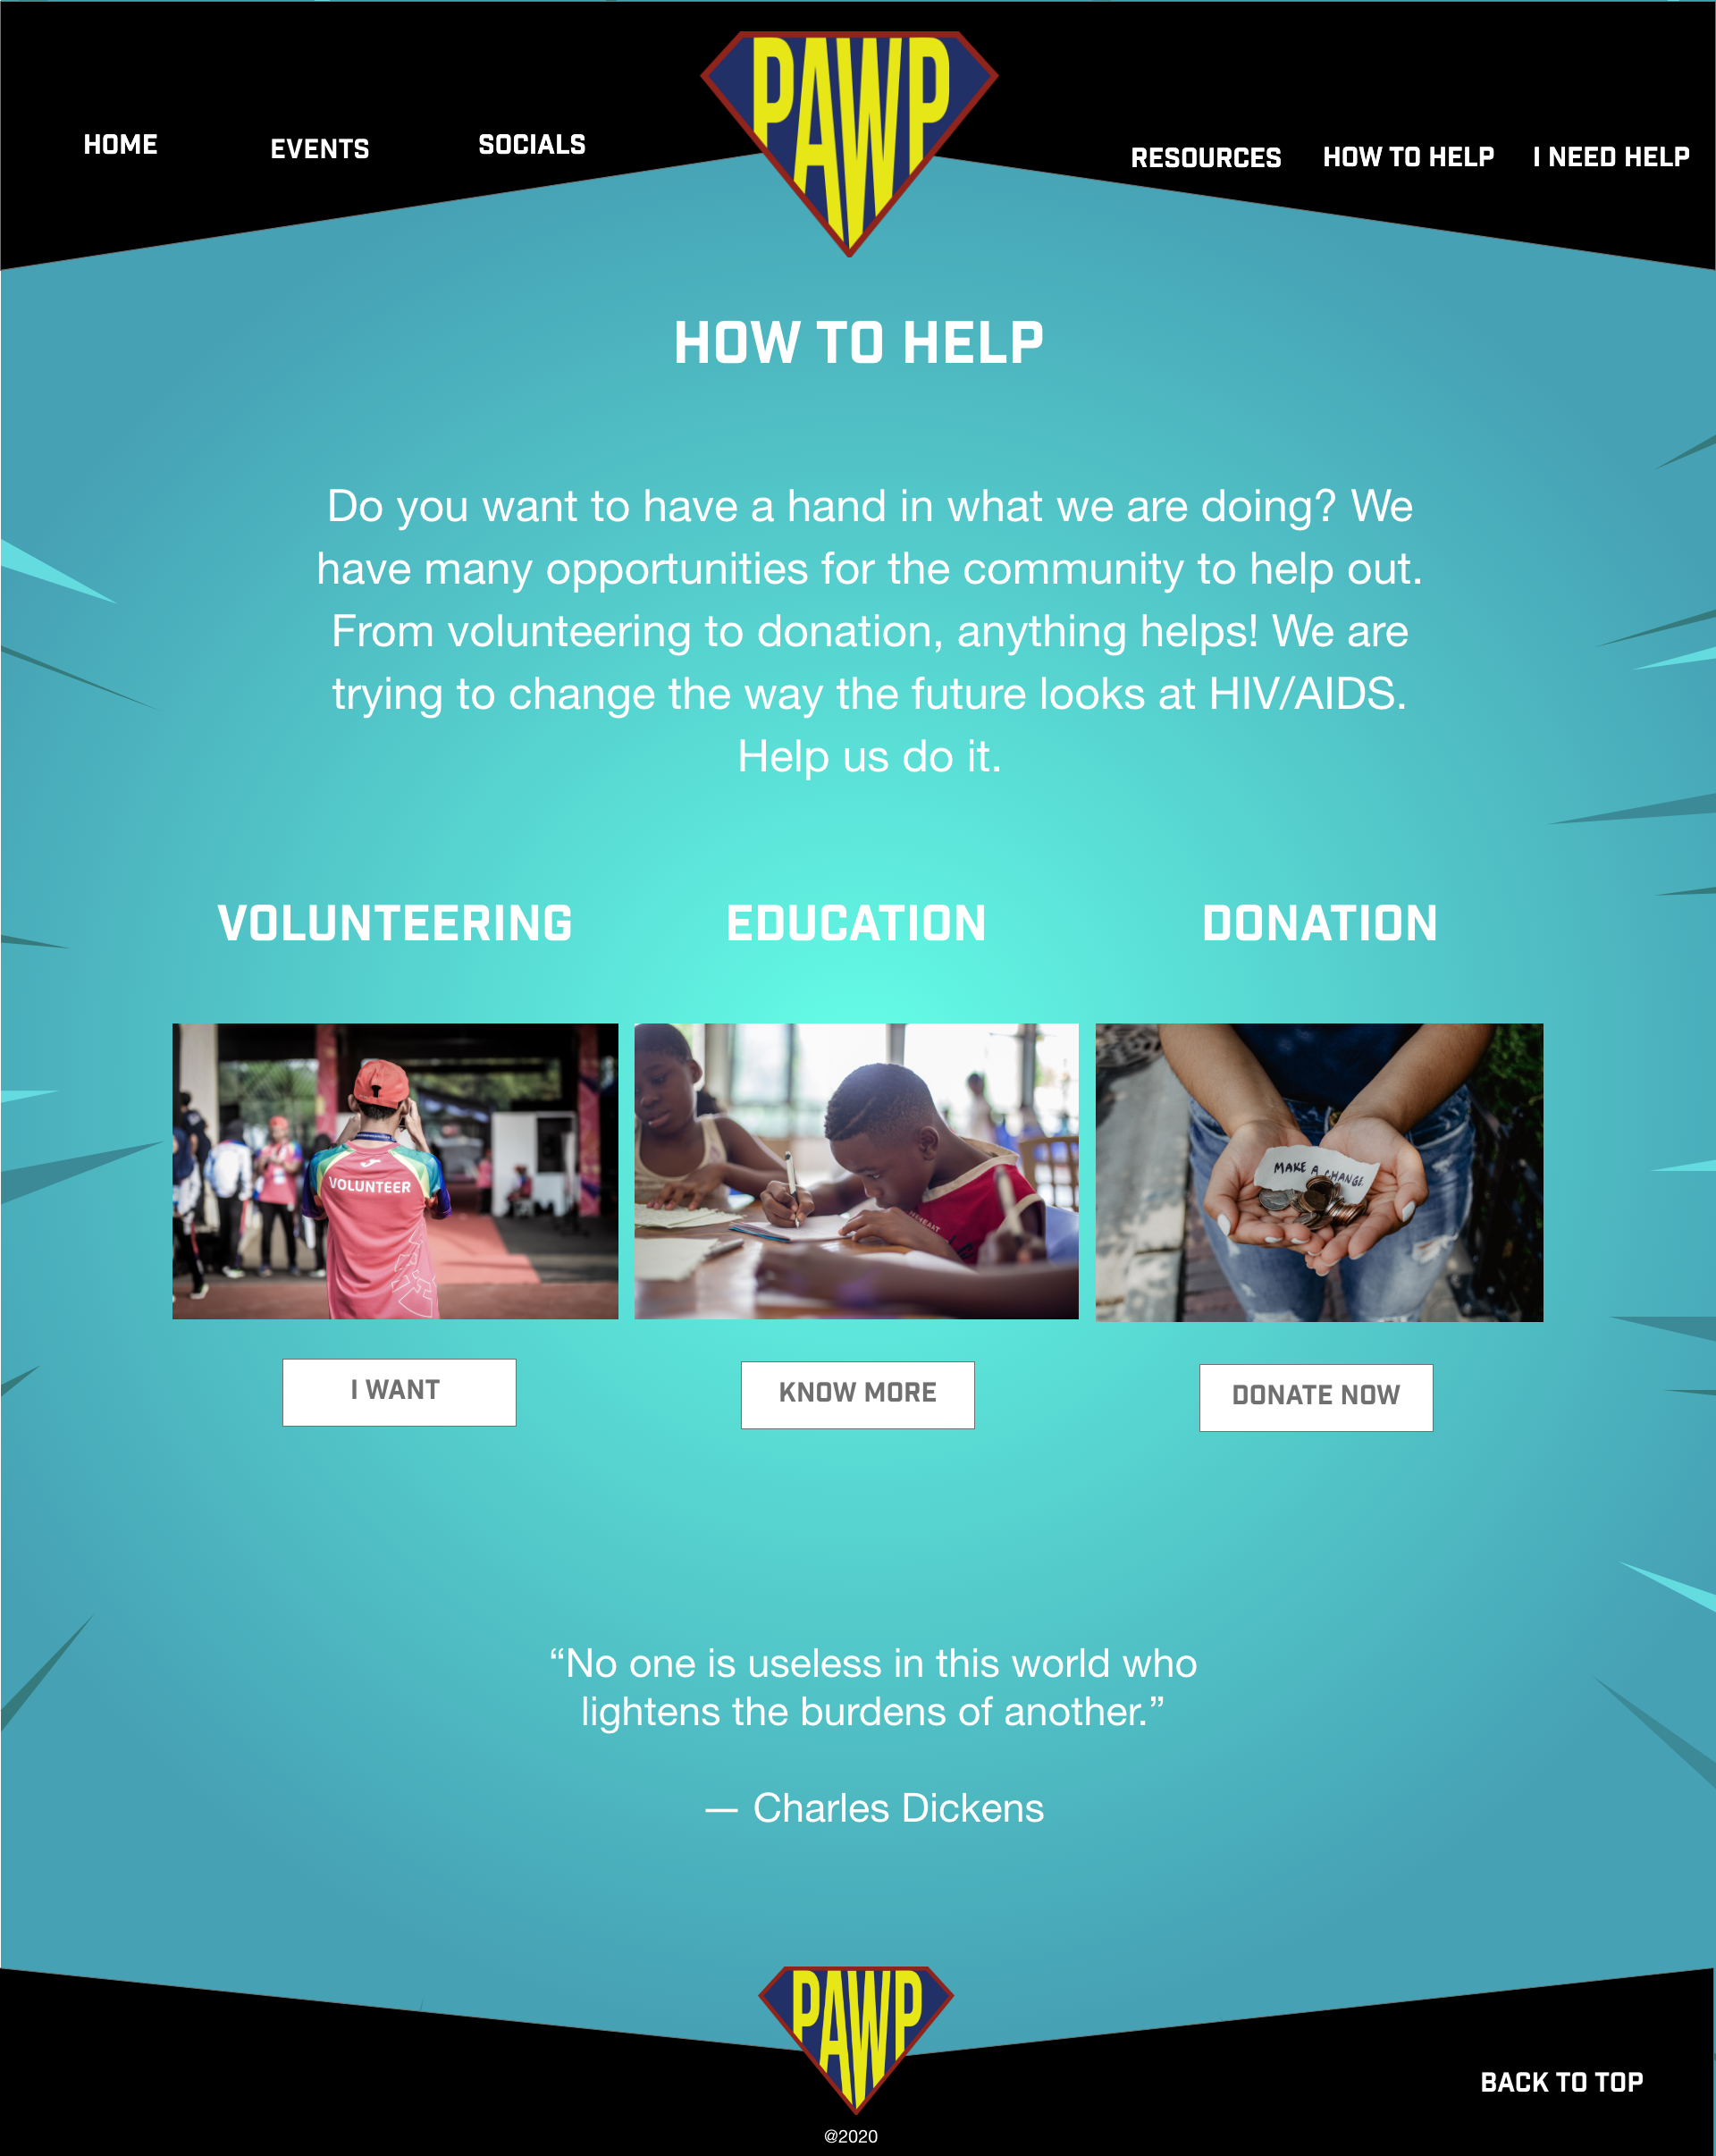 PAWP
HOME
EVENTS
SOCIALS
RESOURCES
HOW TO HELP
I NEED HELP
HOW TO HELP
Do you want to have a hand in what we are doing? We
have many opportunities for the community to help out.
From volunteering to donation, anything helps! We are
trying to change the way the future looks at HIV/AIDS.
Help us do it.
VOLUNTEERING
EDUCATION
DONATION
VOLUNTEER
MAKE A CHANGE
I WANT
KNOW MORE
DONATE NOW
“No one is useless in this world who
lightens the burdens of another.”
— Charles Dickens
PAWP
BACK TO TOP
@2020